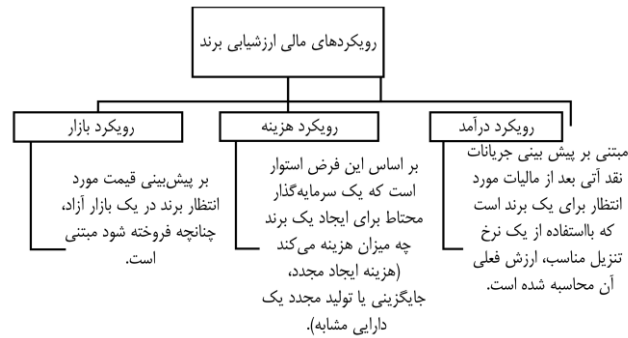 رویکردهای مالی ارزشیابی برند
رویکرد درآمد
مبتنی بر پیش بینی جریانات
نقد آتی بعد از مالیات مورد
انتظار برای یک برند است
که بااستفاده از یک نرخ
تنزیل مناسب، ارزش فعلی
آن محاسبه شده است.
رویکرد هزینه
بر اساس این فرض استوار
است که یک سرمایه‌گذار
محتاط برای ایجاد یک برند
چه میزان هزینه می‌کند
(هزینه ایجاد مجدد،
جایگزینی یا تولید مجدد یک
دارایی مشابه).
رویکرد بازار
بر پیش‌بینی قیمت مورد
انتظار برند در یک بازار آزاد،
چنانچه فروخته شود مبتنی
است.